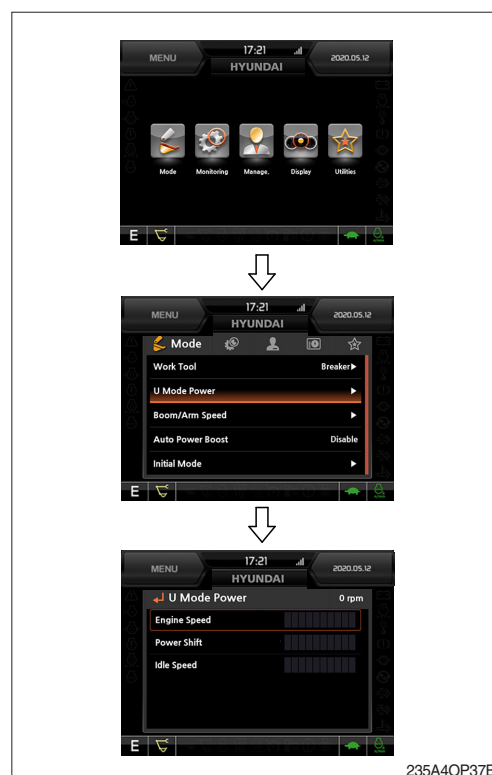 MENU 17:21 2020.05.12
HYUNDAI
Mode Monitoring Manage. Display Utilities
E
MENU 17:21 2020.05.12
HYUNDAI
Mode
Work Tool Breaker▶
U Mode Power ▶
Boom/Arm Speed ▶
Auto Power Boost Disable
Initial Mode ▶
E
MENU 17:21 2020.05.12
HYUNDAI
U Mode Power 0 rpm
Engine Speed
Power Shift
Idle Speed
E
235A4OP37E